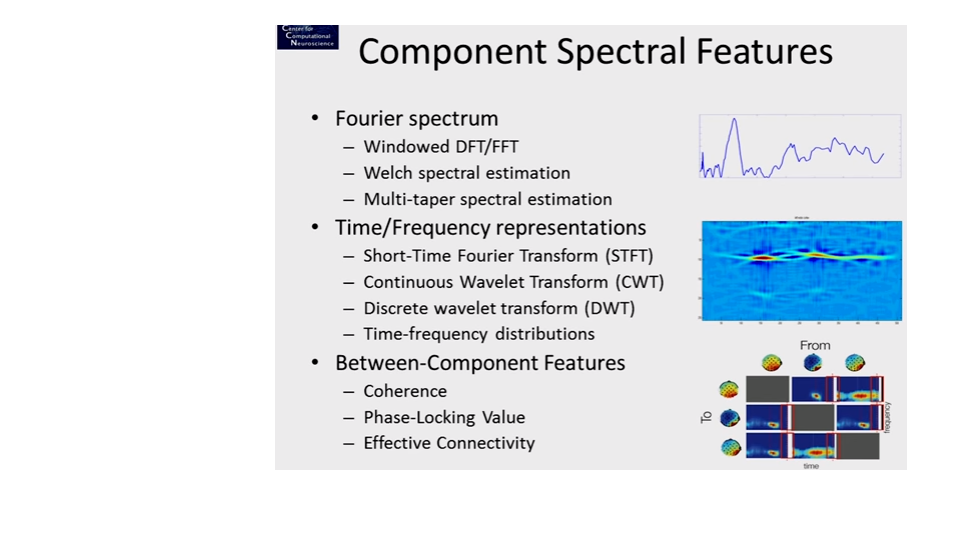 Center for
Computational
Neuroscience
Component Spectral Features
• Fourier spectrum
– Windowed DFT/FFT
– Welch spectral estimation
– Multi-taper spectral estimation
• Time/Frequency representations
– Short-Time Fourier Transform (STFT)
– Continuous Wavelet Transform (CWT)
– Discrete wavelet transform (DWT)
– Time-frequency distributions
• Between-Component Features
– Coherence
– Phase-Locking Value
– Effective Connectivity
From
To
frequency
time